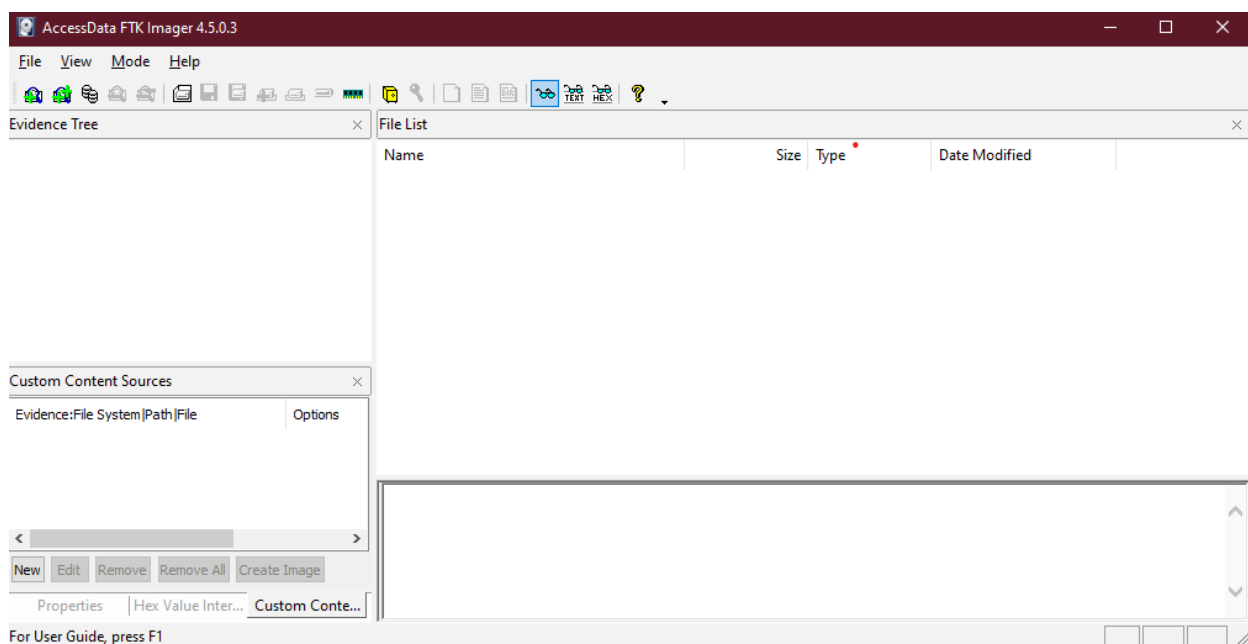 AccessData FTK Imager 4.5.0.3
File View Mode Help
TEXT HEX
Evidence Tree
File List
Name Size Type Date Modified
Custom Content Sources
Evidence:File System|Path|File Options
New Edit Remove Remove All Create Image
Properties Hex Value Inter... Custom Conte...
For User Guide, press F1